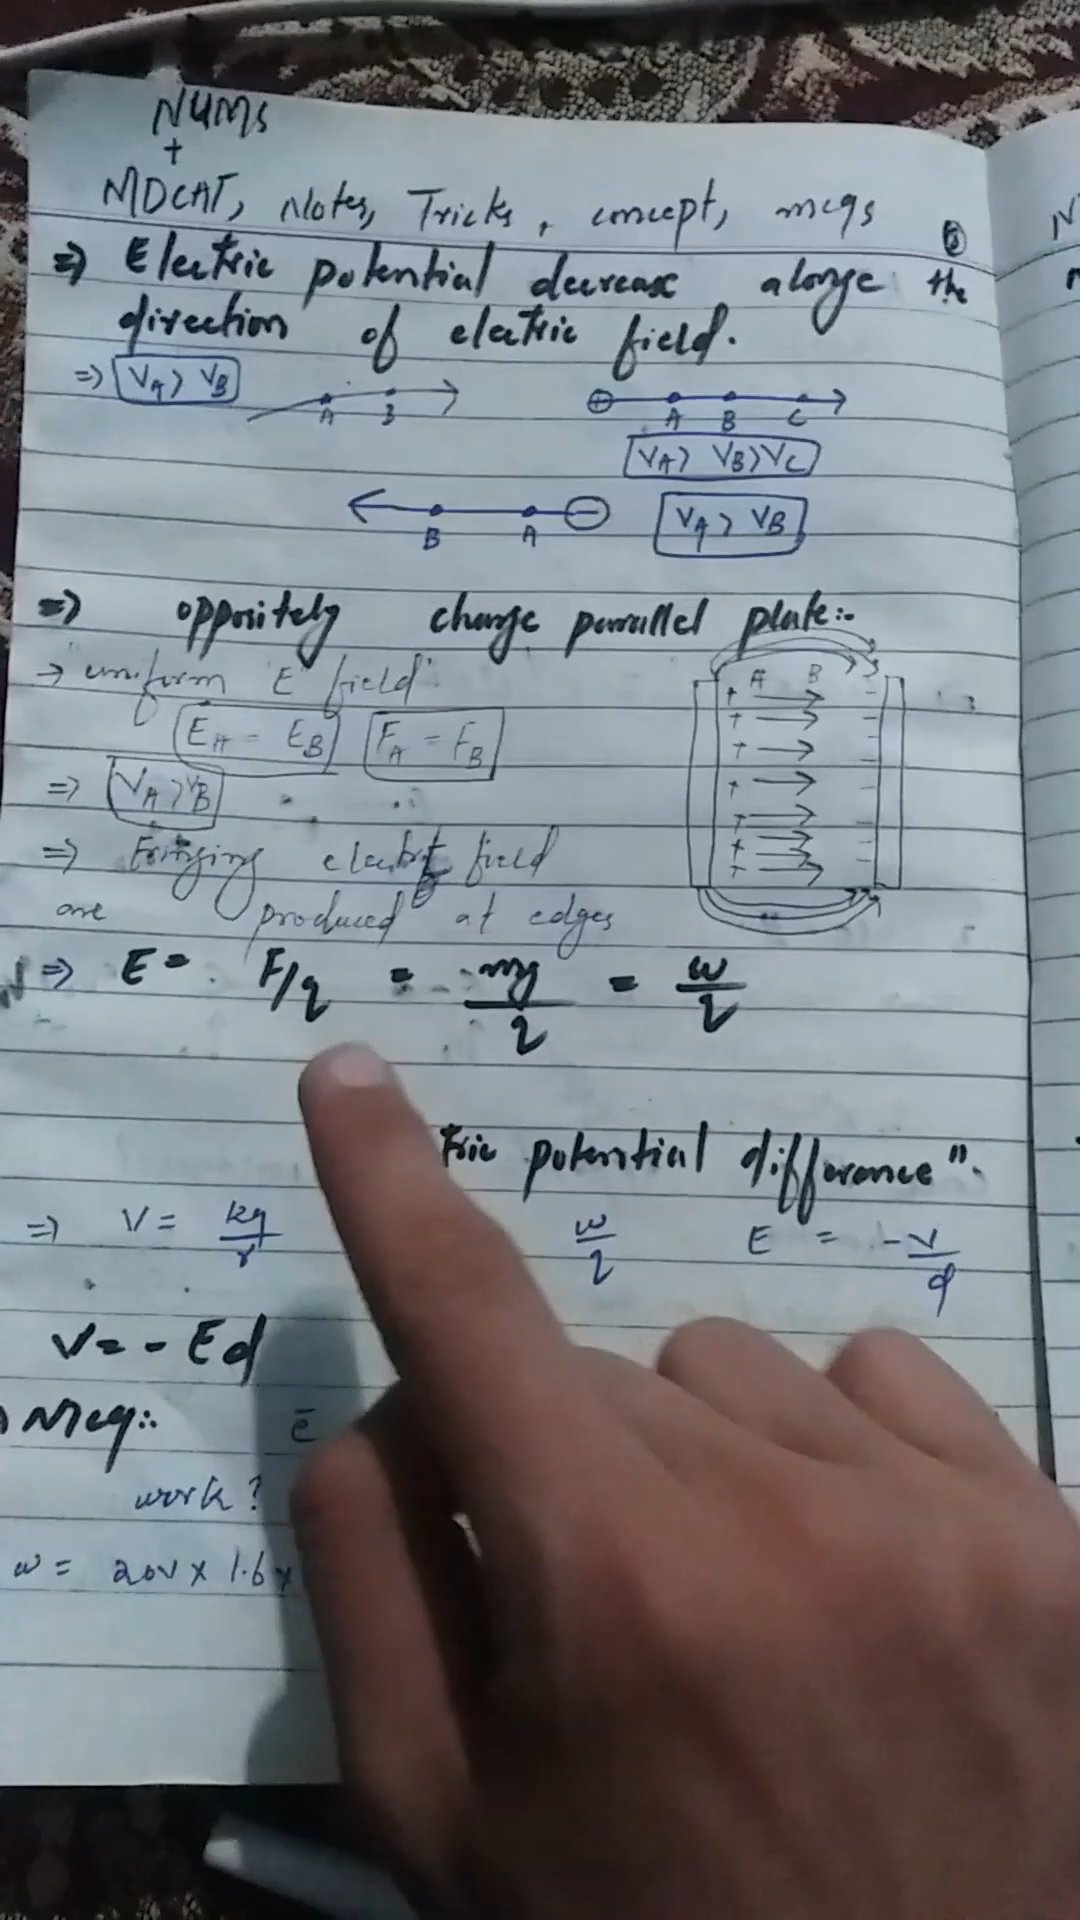 NUMS
+
MDCAT, Notes, Tricks, concept, mcqs
⇒ Electric potential decrease alonge the
direction of electric field.
⇒ VA > VB
A B
⊕ A B C
VA > VB > VC
B A ⊖
VA > VB
⇒ oppositely charge parallel plate:-
→ uniform E field
A B
EA = EB FA = FB
⇒ VA > VB
⇒ Fringing electric field
are produced at edges
⇒ E = F/q = mg/q = w/q
tric potential difference".
⇒ V = kq/r w/q E = -V/d
V = - Ed
Mcq:-
work?
w = 20V x 1.6 x